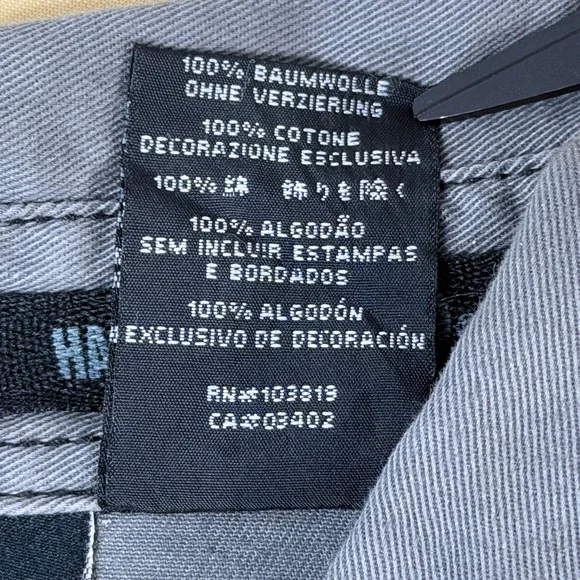 100% BAUMWOLLE
OHNE VERZIERUNG
100% COTONE
DECORAZIONE ESCLUSIVA
100% 綿 飾りを除く
100% ALGODÃO
SEM INCLUIR ESTAMPAS
E BORDADOS
100% ALGODÓN
EXCLUSIVO DE DECORACIÓN
RN#103819
CA#03402
HA